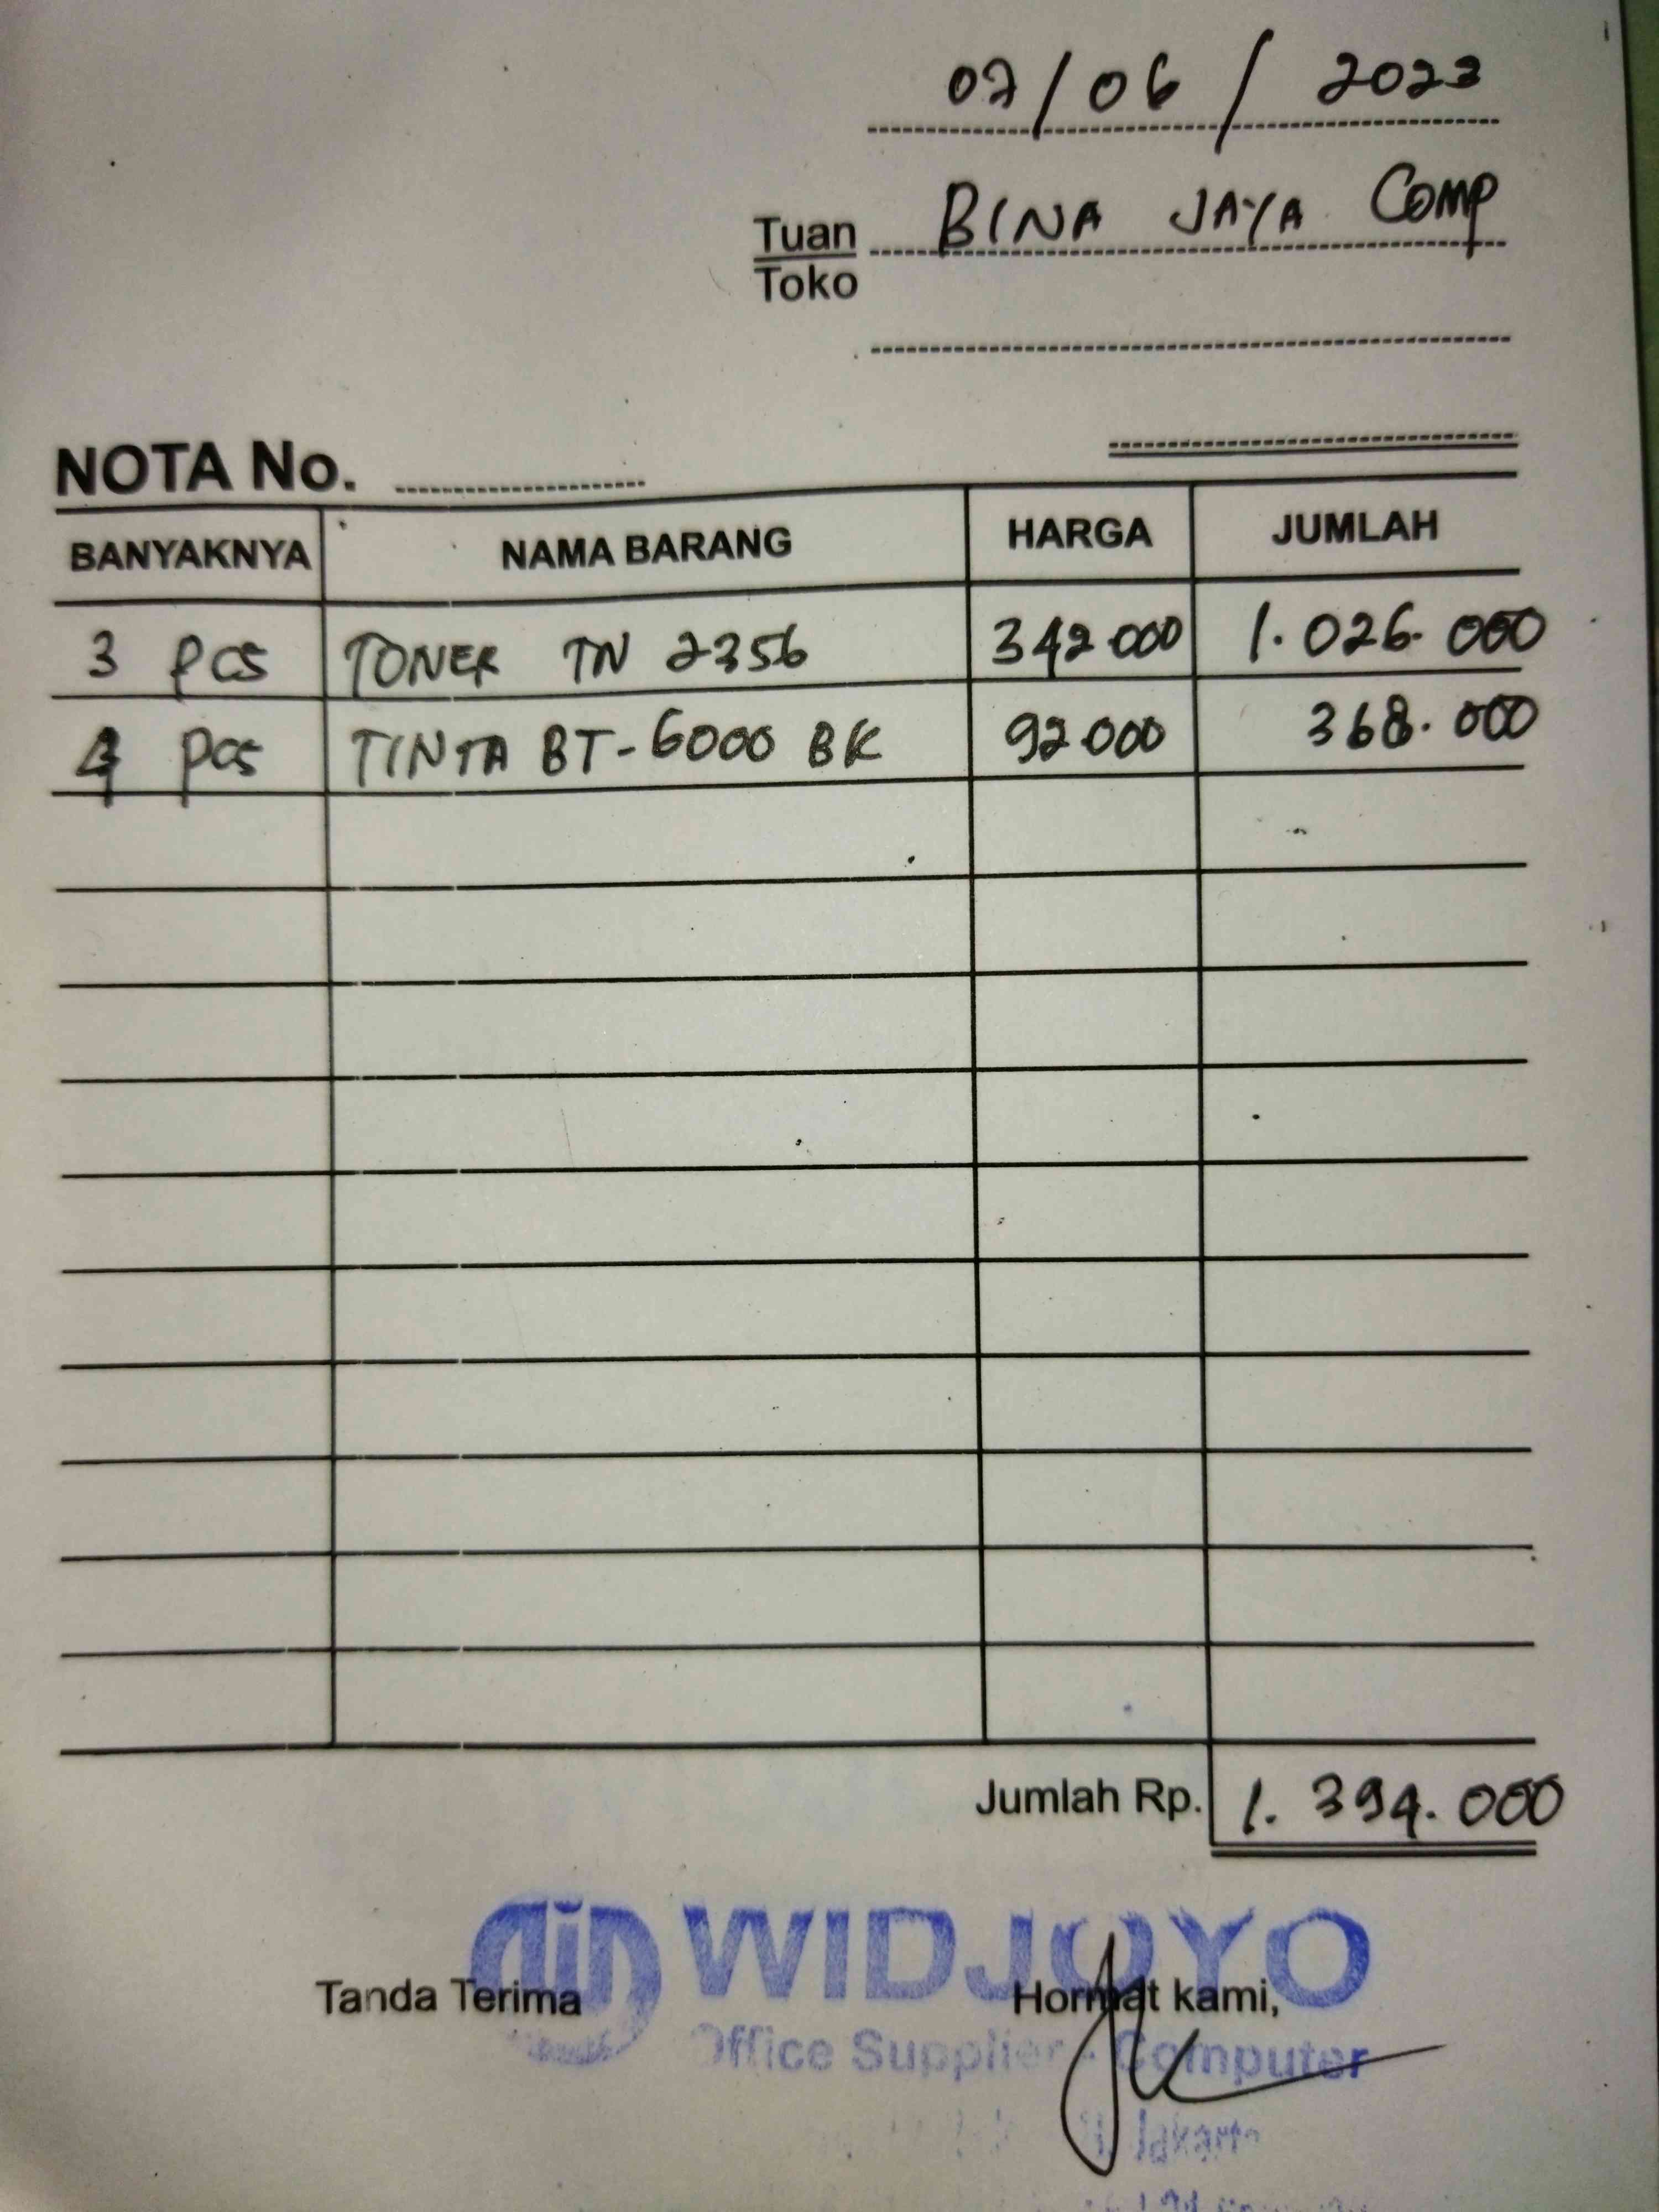 02/06/2023
Tuan BINA JAYA COMP
Toko
NOTA No.
BANYAKNYA NAMA BARANG HARGA JUMLAH
3 pcs TONER TN 2356 342.000 1.026.000
4 pcs TINTA BT-6000 BK 92.000 368.000
Jumlah Rp. 1.394.000
WIDJOYO
Tanda Terima Hormat kami,
Office Supplier - Computer
Jakarta